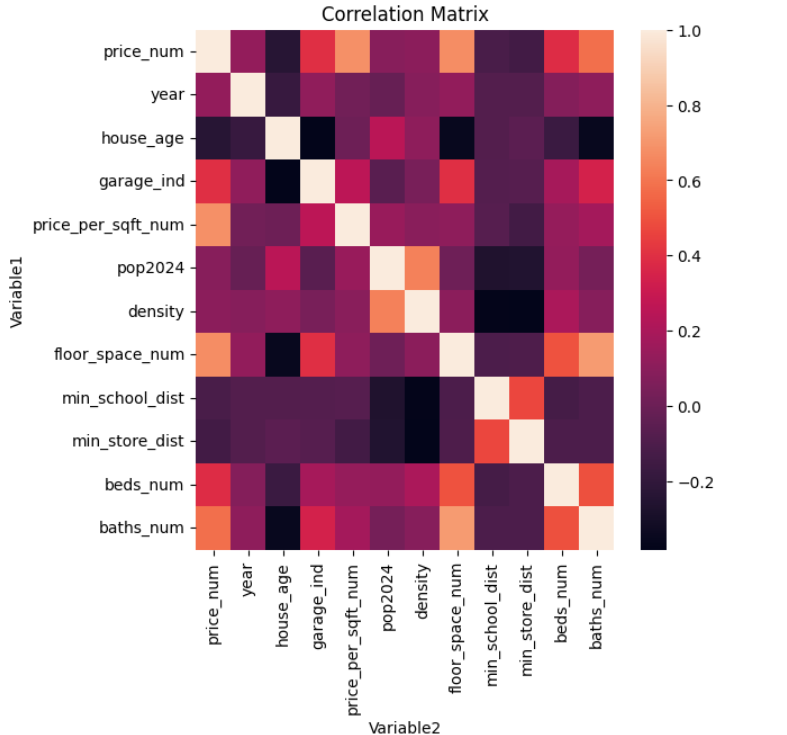 Correlation Matrix
price_num
year
house_age
garage_ind
price_per_sqft_num
pop2024
density
floor_space_num
min_school_dist
min_store_dist
beds_num
baths_num
Variable1
price_num
year
house_age
garage_ind
price_per_sqft_num
pop2024
density
floor_space_num
min_school_dist
min_store_dist
beds_num
baths_num
Variable2
1.0
0.8
0.6
0.4
0.2
0.0
−0.2